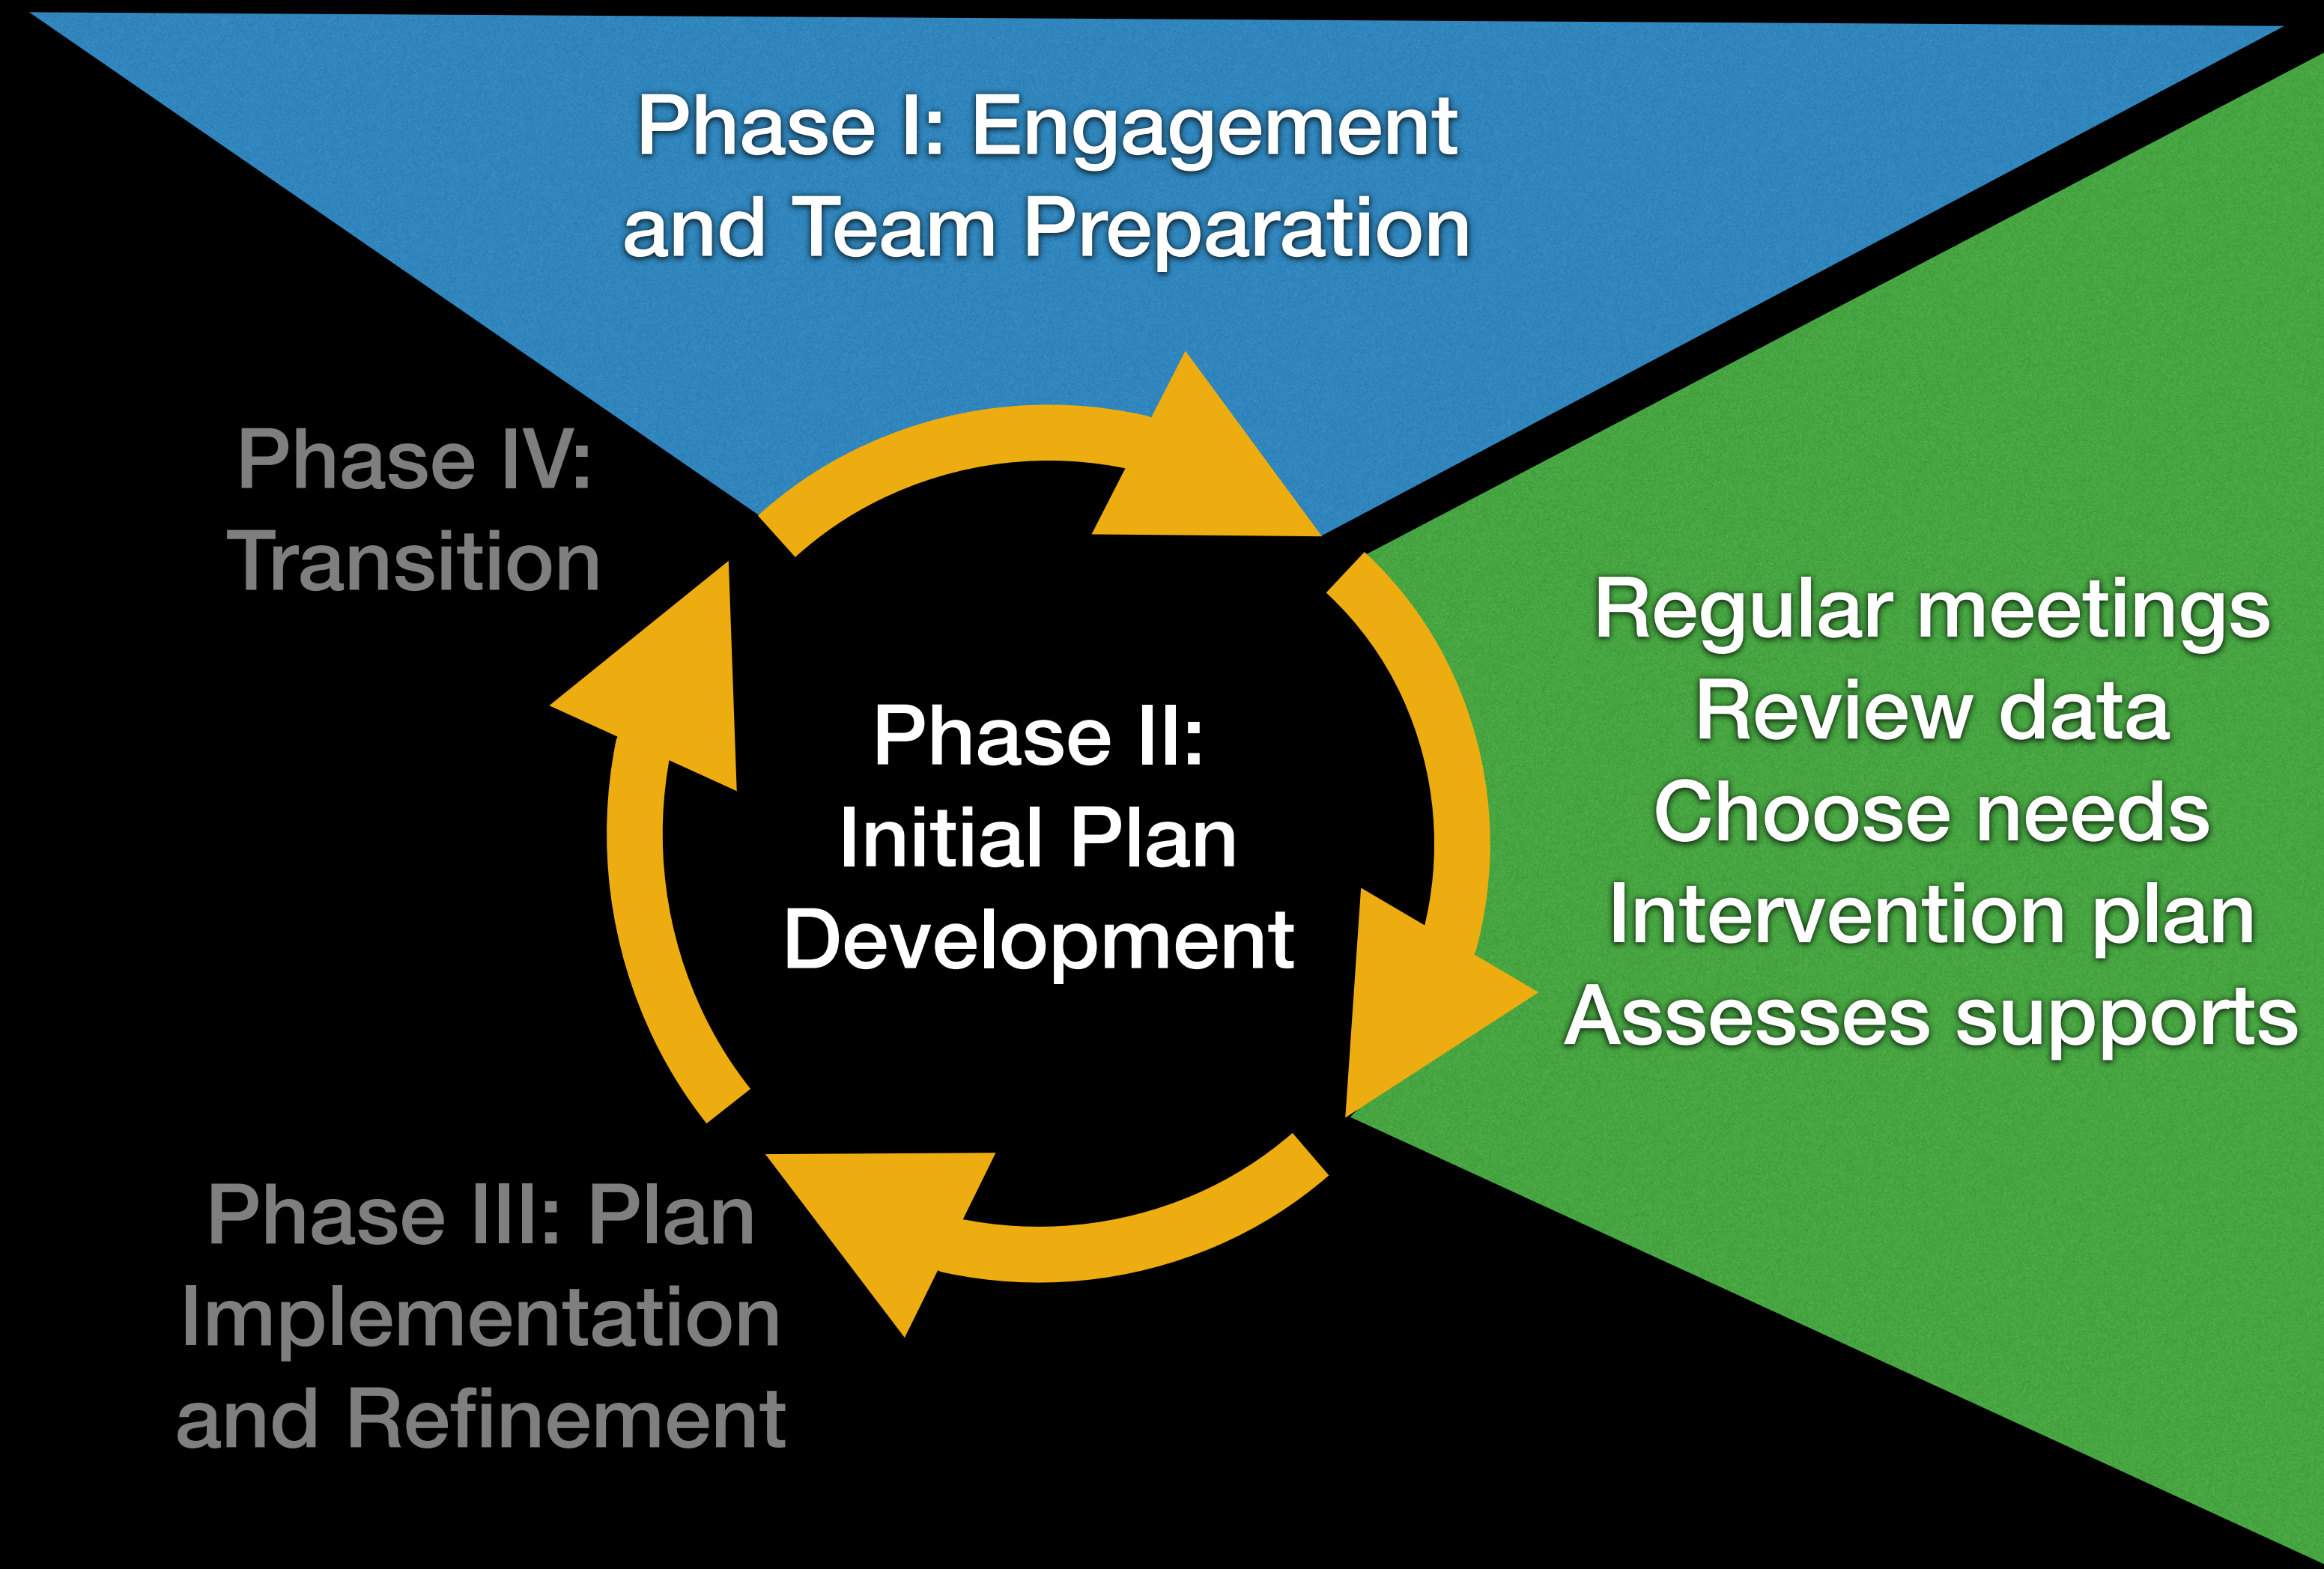 Phase I: Engagement
and Team Preparation
Phase IV:
Transition
Phase II:
Initial Plan
Development
Regular meetings
Review data
Choose needs
Intervention plan
Assesses supports
Phase III: Plan
Implementation
and Refinement